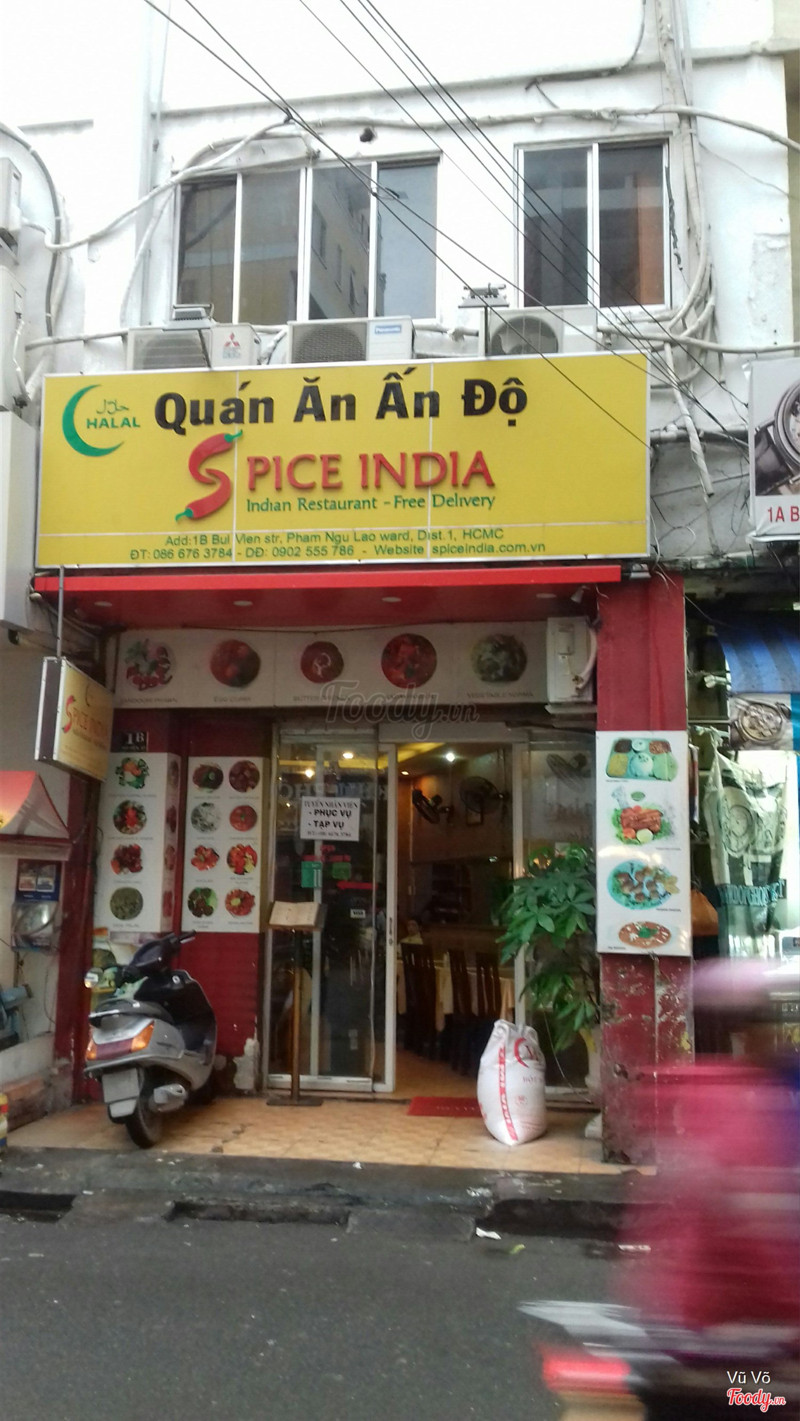 حلال
HALAL
Quán Ăn Ấn Độ
SPICE INDIA
Indian Restaurant - Free Delivery
Add:1B Bui Vien str, Pham Ngu Lao ward, Dist.1, HCMC
ĐT: 086 676 3784 - DĐ: 0902 555 786 - Website spiceindia.com.vn
1A B
SPICE INDIA
Foody.vn
1B
TUYỂN NHÂN VIÊN
- PHỤC VỤ
- TẠP VỤ
Vũ Võ
Foody.vn